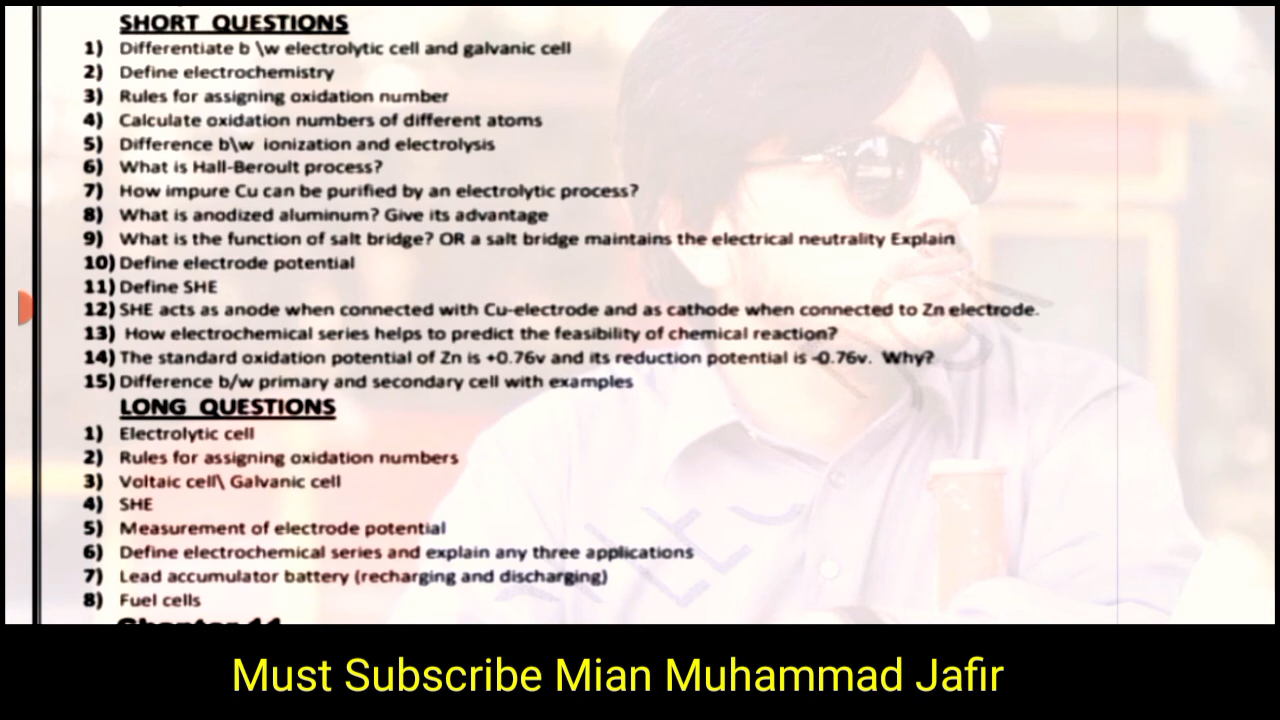 SHORT QUESTIONS
1) Differentiate b \w electrolytic cell and galvanic cell
2) Define electrochemistry
3) Rules for assigning oxidation number
4) Calculate oxidation numbers of different atoms
5) Difference b\w ionization and electrolysis
6) What is Hall-Beroult process?
7) How impure Cu can be purified by an electrolytic process?
8) What is anodized aluminum? Give its advantage
9) What is the function of salt bridge? OR a salt bridge maintains the electrical neutrality Explain
10) Define electrode potential
11) Define SHE
12) SHE acts as anode when connected with Cu-electrode and as cathode when connected to Zn electrode.
13) How electrochemical series helps to predict the feasibility of chemical reaction?
14) The standard oxidation potential of Zn is +0.76v and its reduction potential is -0.76v. Why?
15) Difference b/w primary and secondary cell with examples
LONG QUESTIONS
1) Electrolytic cell
2) Rules for assigning oxidation numbers
3) Voltaic cell\ Galvanic cell
4) SHE
5) Measurement of electrode potential
6) Define electrochemical series and explain any three applications
7) Lead accumulator battery (recharging and discharging)
8) Fuel cells
Must Subscribe Mian Muhammad Jafir